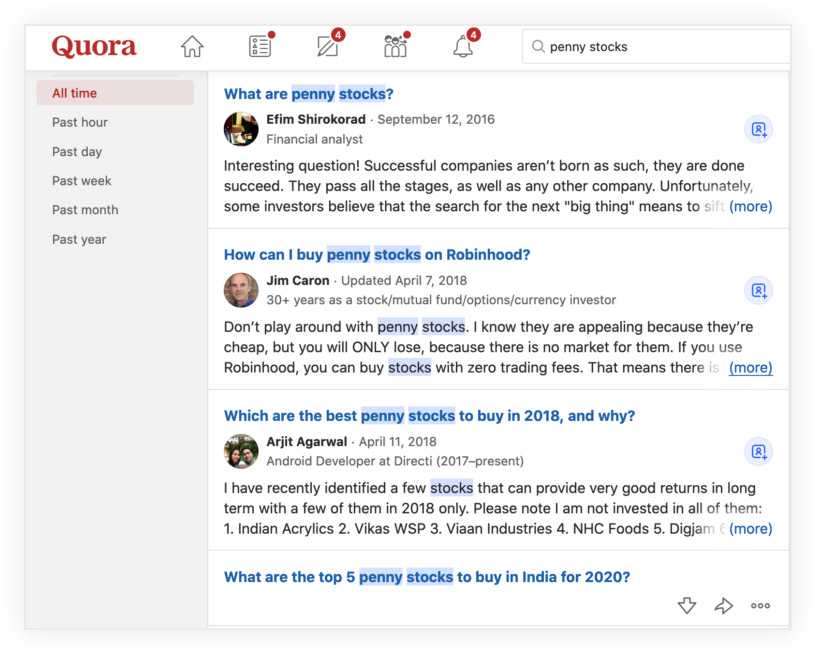 Quora
4
4
penny stocks
All time
Past hour
Past day
Past week
Past month
Past year
What are penny stocks?
Efim Shirokorad · September 12, 2016
Financial analyst
Interesting question! Successful companies aren’t born as such, they are done
succeed. They pass all the stages, as well as any other company. Unfortunately,
some investors believe that the search for the next "big thing" means to sift (more)
How can I buy penny stocks on Robinhood?
Jim Caron · Updated April 7, 2018
30+ years as a stock/mutual fund/options/currency investor
Don’t play around with penny stocks. I know they are appealing because they’re
cheap, but you will ONLY lose, because there is no market for them. If you use
Robinhood, you can buy stocks with zero trading fees. That means there is (more)
Which are the best penny stocks to buy in 2018, and why?
Arjit Agarwal · April 11, 2018
Android Developer at Directi (2017–present)
I have recently identified a few stocks that can provide very good returns in long
term with a few of them in 2018 only. Please note I am not invested in all of them:
1. Indian Acrylics 2. Vikas WSP 3. Viaan Industries 4. NHC Foods 5. Digjam 6 (more)
What are the top 5 penny stocks to buy in India for 2020?